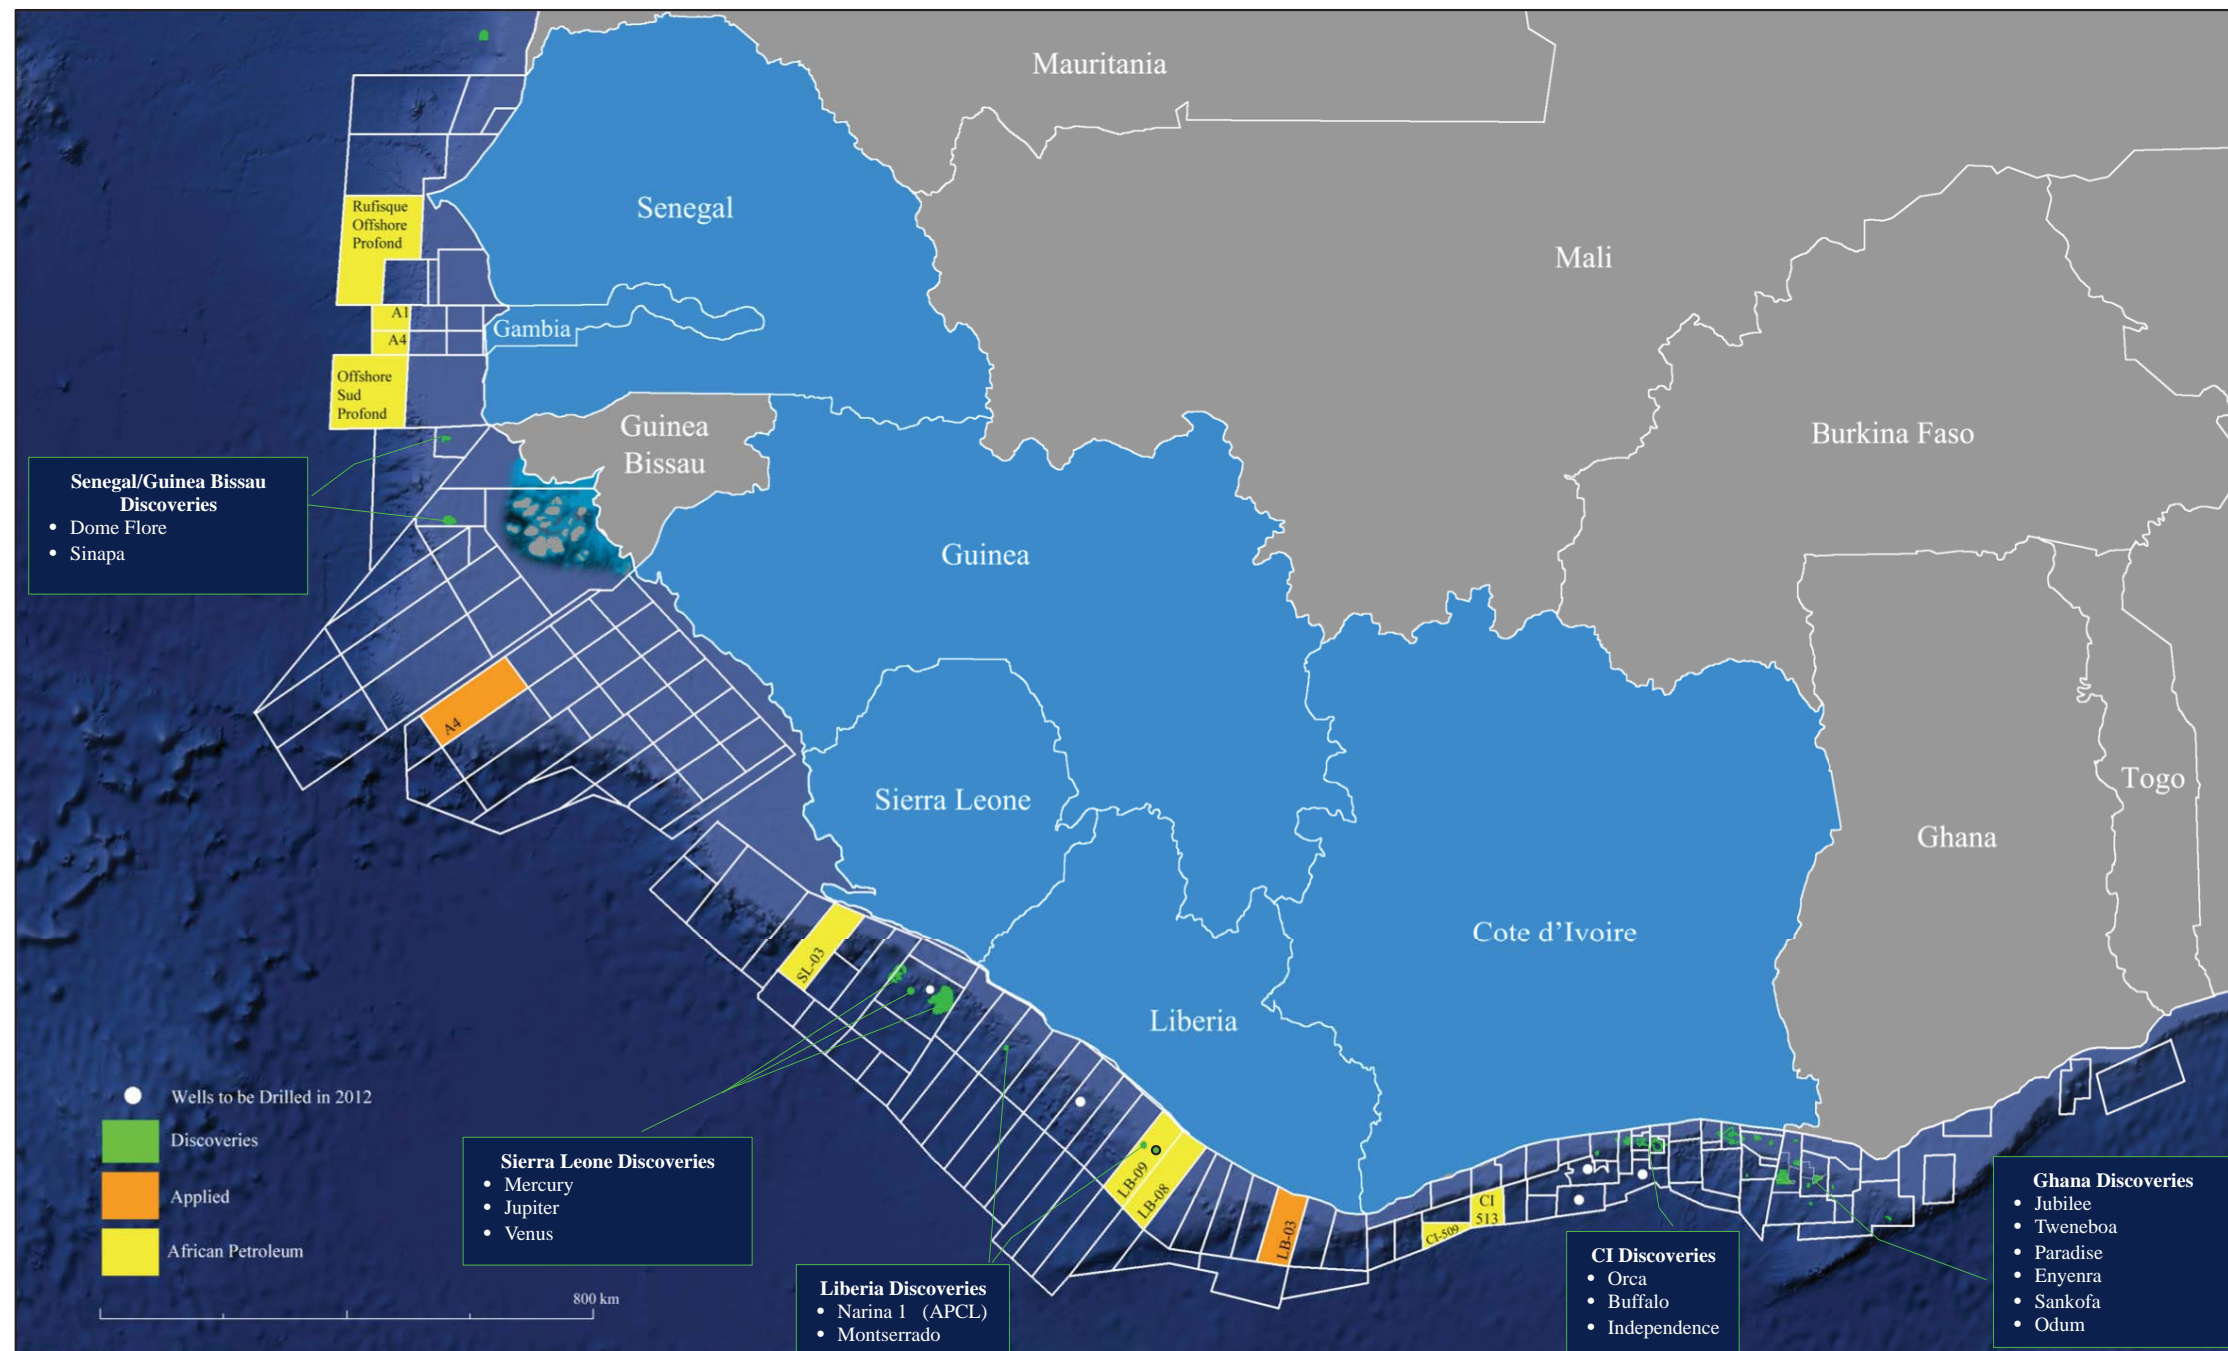 Mauritania
Senegal
Mali
Rufisque
Offshore
Profond
A1
A4
Gambia
Offshore
Sud
Profond
Guinea
Bissau
Burkina Faso
Senegal/Guinea Bissau
Discoveries
• Dome Flore
• Sinapa
Guinea
A4
Sierra Leone
Togo
Ghana
Cote d’Ivoire
SL-03
Liberia
LB-09
LB-08
LB-03
CI-509
CI
513
Wells to be Drilled in 2012
Discoveries
Applied
African Petroleum
800 km
Sierra Leone Discoveries
• Mercury
• Jupiter
• Venus
Liberia Discoveries
• Narina 1 (APCL)
• Montserrado
CI Discoveries
• Orca
• Buffalo
• Independence
Ghana Discoveries
• Jubilee
• Tweneboa
• Paradise
• Enyenra
• Sankofa
• Odum